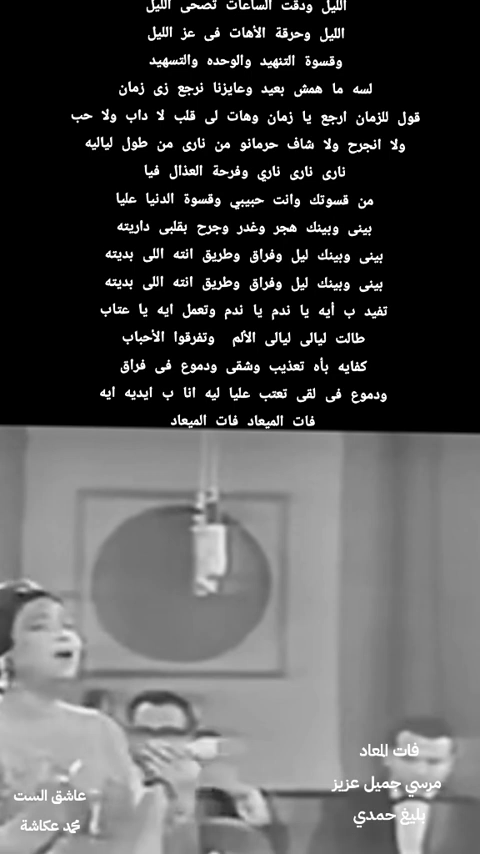 الليل ودقت الساعات تصحى الليل
الليل وحرقة الأهات فى عز الليل
وقسوة التنهيد والوحده والتسهيد
لسه ما همش بعيد وعايزنا نرجع زى زمان
قول للزمان ارجع يا زمان وهات لى قلب لا داب ولا حب
ولا انجرح ولا شاف حرمانو من نارى من طول لياليه
نارى نارى ناري وفرحة العذال فيا
من قسوتك وانت حبيبي وقسوة الدنيا عليا
بينى وبينك هجر وغدر وجرح بقلبى داريته
بينى وبينك ليل وفراق وطريق انته اللى بديته
بينى وبينك ليل وفراق وطريق انته اللى بديته
تفيد ب أيه يا ندم يا ندم وتعمل ايه يا عتاب
طالت ليالى ليالى الألم وتفرقوا الأحباب
كفايه بأه تعذيب وشقى ودموع فى فراق
ودموع فى لقى تعتب عليا ليه انا ب ايديه ايه
فات الميعاد فات الميعاد
فات المعاد
مرسي جميل عزيز
بليغ حمدي
عاشق الست
محمد عكاشة